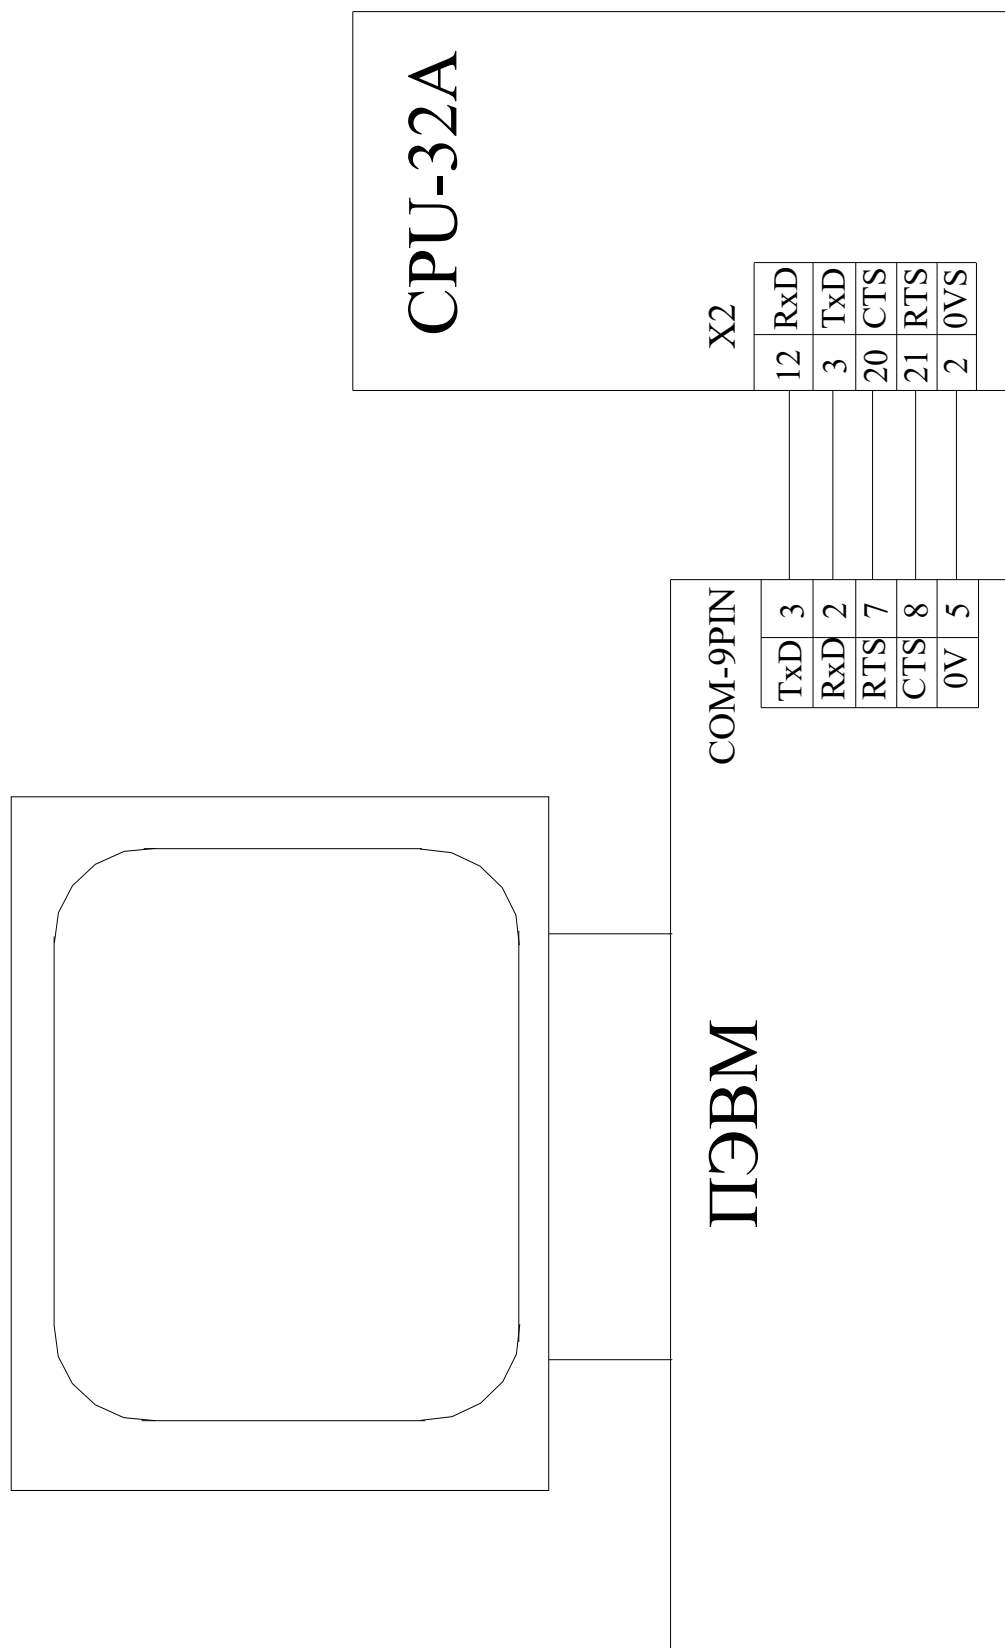 CPU-32A
ПЭВМ
COM-9PIN
X2
TxD 3 12 RxD
RxD 2 3 TxD
RTS 7 20 CTS
CTS 8 21 RTS
0V 5 2 0VS